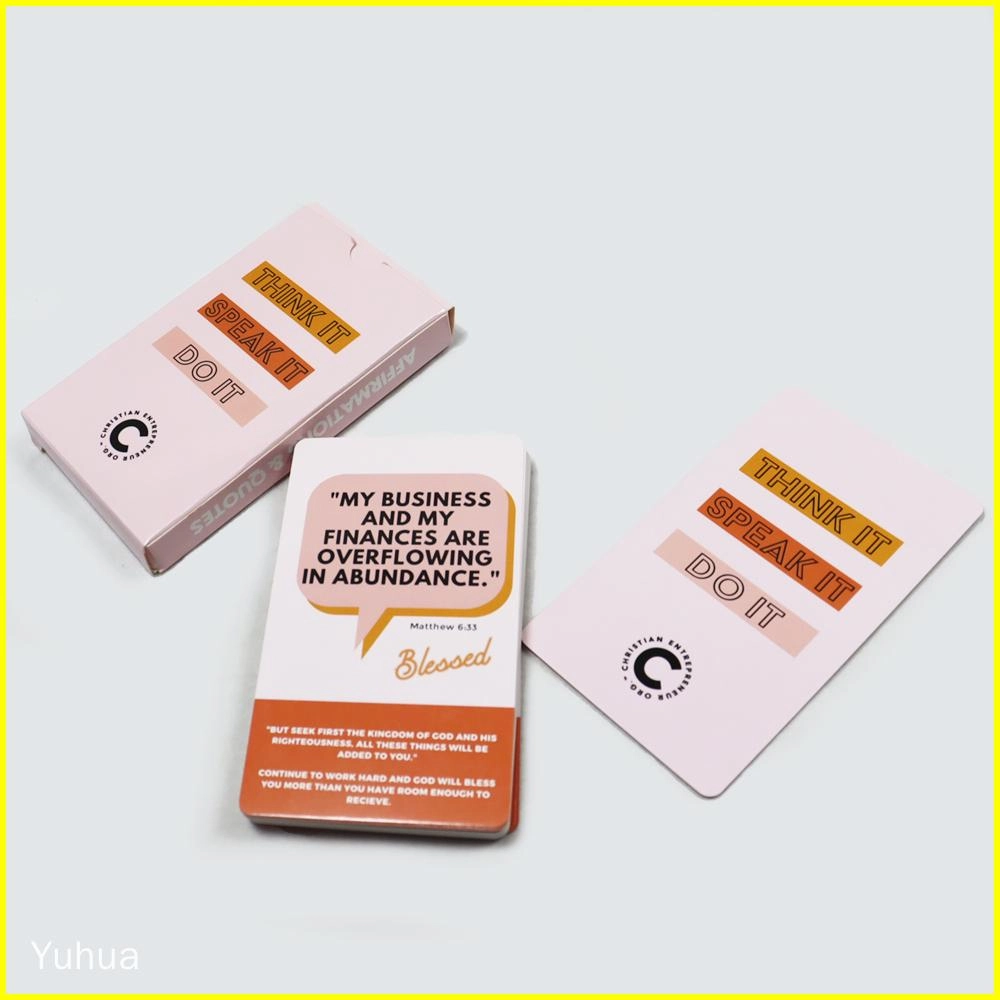 THINK IT
SPEAK IT
DO IT
CHRISTIAN ENTREPRENEUR ORG.™
C
AFFIRMATIONS & QUOTES
"MY BUSINESS
AND MY
FINANCES ARE
OVERFLOWING
IN ABUNDANCE."
Matthew 6:33
Blessed
"BUT SEEK FIRST THE KINGDOM OF GOD AND HIS
RIGHTEOUSNESS, ALL THESE THINGS WILL BE
ADDED TO YOU."
CONTINUE TO WORK HARD AND GOD WILL BLESS
YOU MORE THAN YOU HAVE ROOM ENOUGH TO
RECIEVE.
THINK IT
SPEAK IT
DO IT
CHRISTIAN ENTREPRENEUR ORG.™
C
Yuhua